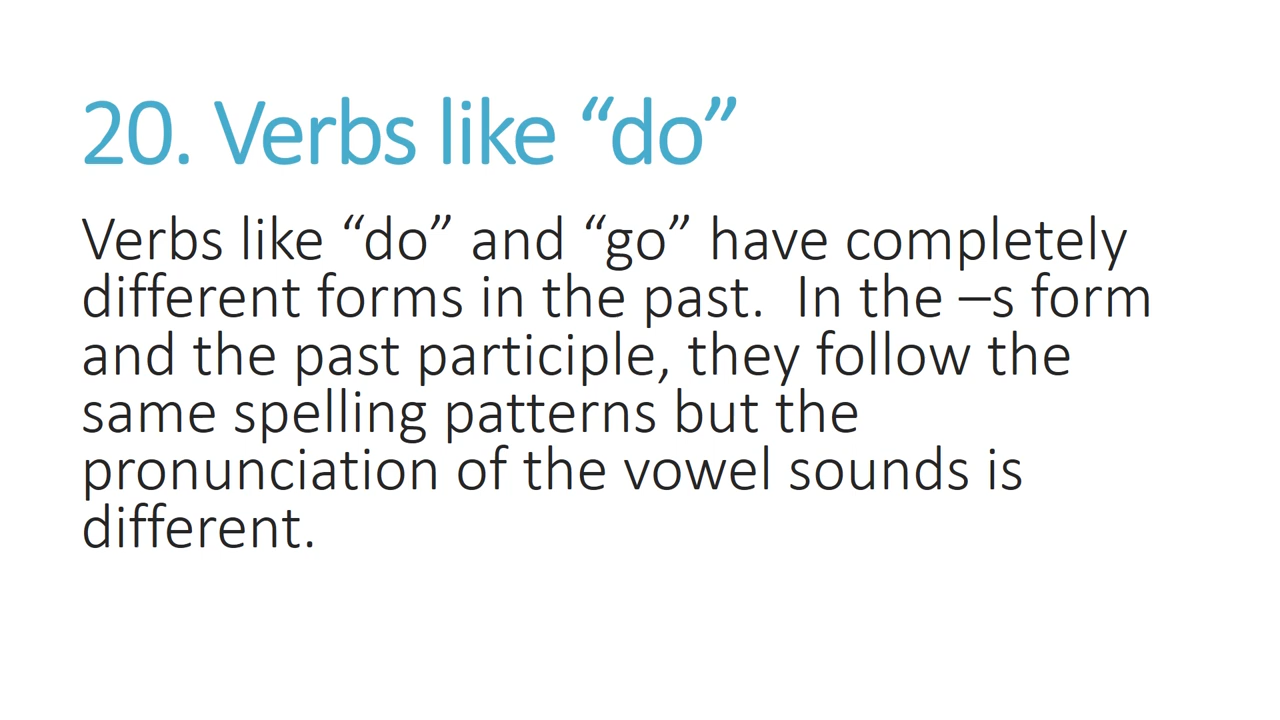 20. Verbs like “do”
Verbs like “do” and “go” have completely
different forms in the past.  In the –s form
and the past participle, they follow the
same spelling patterns but the
pronunciation of the vowel sounds is
different.